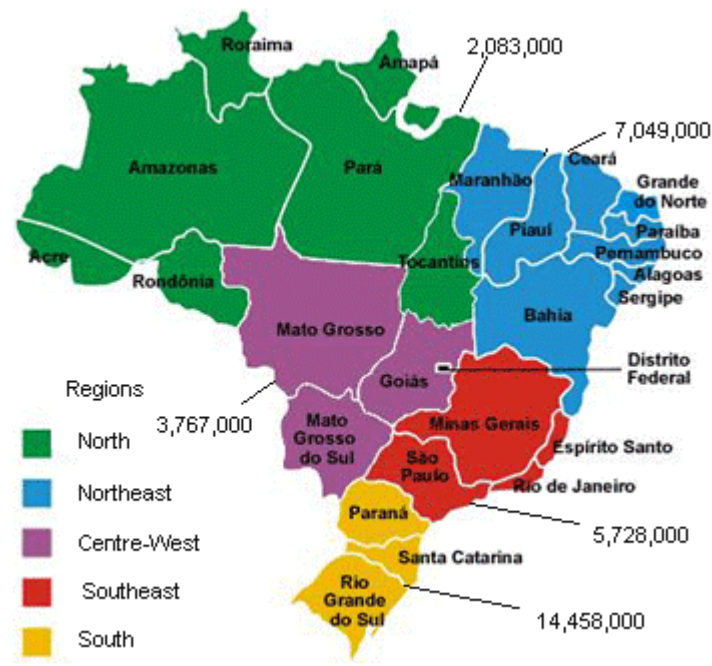 Roraima
Amapá
2,083,000
7,049,000
Ceará
Amazonas
Pará
Maranhão
Grande
do Norte
Piauí
Paraíba
Pernambuco
Acre
Rondônia
Tocantins
Alagoas
Sergipe
Bahia
Mato Grosso
Distrito
Federal
Goiás
Regions
3,767,000
Mato
Grosso
do Sul
Minas Gerais
North
Espírito Santo
São
Paulo
Rio de Janeiro
Northeast
Paraná
5,728,000
Centre-West
Santa Catarina
Southeast
Rio
Grande
do Sul
14,458,000
South